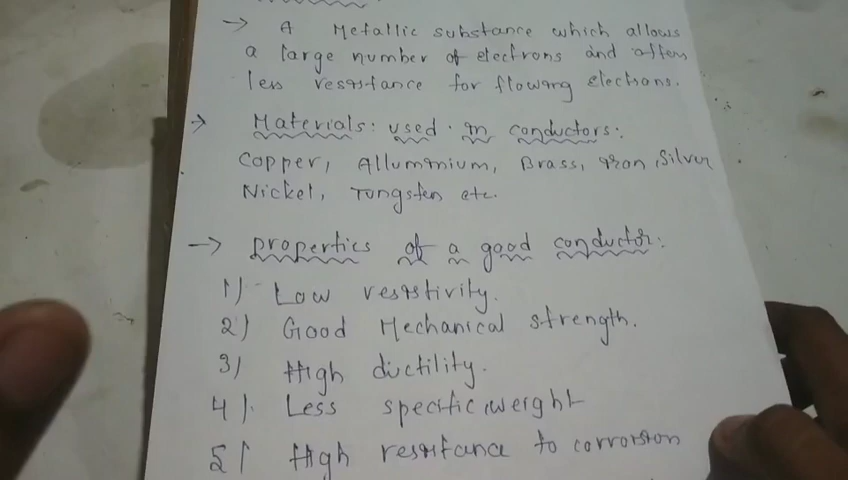 → A Metallic substance which allows
a large number of electrons and offers
less resistance for flowing electrons.
→ Materials: used in conductors:
Copper, Alluminium, Brass, Iron, Silver
Nickel, Tungsten etc.
→ properties of a good conductor:
1) Low resistivity.
2) Good Mechanical strength.
3) High ductility.
4) Less specific weight
5) High resistance to corrorsion